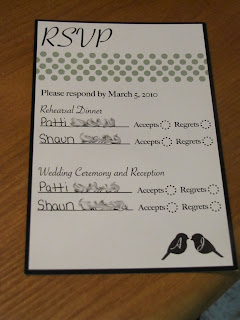 RSVP
Please respond by March 5, 2010
Rehearsal Dinner
Patti Accepts Regrets
Shaun Accepts Regrets
Wedding Ceremony and Reception
Patti Accepts Regrets
Shaun Accepts Regrets